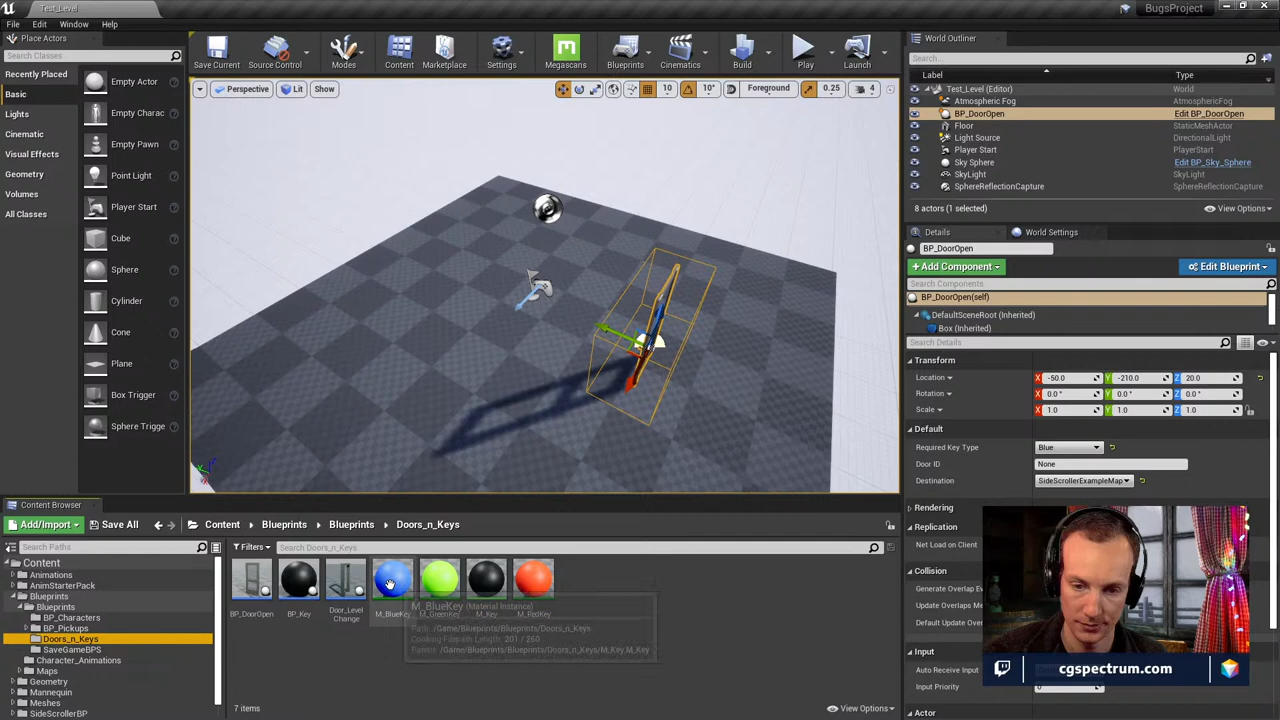 Test_Level
BugsProject
File Edit Window Help
Place Actors
Search Classes
Recently Placed
Basic
Lights
Cinematic
Visual Effects
Geometry
Volumes
All Classes
Empty Actor
Empty Charac
Empty Pawn
Point Light
Player Start
Cube
Sphere
Cylinder
Cone
Plane
Box Trigger
Sphere Trigge
Save Current
Source Control
Modes
Content
Marketplace
Settings
Megascans
Blueprints
Cinematics
Build
Play
Launch
Perspective
Lit
Show
10
10°
Foreground
0.25
4
World Outliner
Search...
Label Type
Test_Level (Editor) World
Atmospheric Fog AtmosphericFog
BP_DoorOpen Edit BP_DoorOpen
Floor StaticMeshActor
Light Source DirectionalLight
Player Start PlayerStart
Sky Sphere Edit BP_Sky_Sphere
SkyLight SkyLight
SphereReflectionCapture SphereReflectionCapture
8 actors (1 selected)
View Options
Details
World Settings
BP_DoorOpen
+ Add Component
Edit Blueprint
Search Components
BP_DoorOpen(self)
DefaultSceneRoot (Inherited)
Box (Inherited)
Search Details
Transform
Location X -50.0 Y -210.0 Z 20.0
Rotation X 0.0 ° Y 0.0 ° Z 0.0 °
Scale X 1.0 Y 1.0 Z 1.0
Default
Required Key Type Blue
Door ID None
Destination SideScrollerExampleMap
Rendering
Replication
Net Load on Client
Collision
Generate Overlap Ev
Update Overlaps Me
Default Update Over
Input
Auto Receive Input
Input Priority 0
Actor
cgspectrum.com
Content Browser
Add/Import
Save All
Content
Blueprints
Blueprints
Doors_n_Keys
Search Paths
Filters
Search Doors_n_Keys
Content
Animations
AnimStarterPack
Blueprints
Blueprints
BP_Characters
BP_Pickups
Doors_n_Keys
SaveGameBPS
Character_Animations
Maps
Geometry
Mannequin
Meshes
SideScrollerBP
BP_DoorOpen
BP_Key
Door_Level
Change
M_BlueKey
M_GreenKey
M_Key
M_RedKey
M_BlueKey (Material Instance)
Path: /Game/Blueprints/Blueprints/Doors_n_Keys
Cooking Filepath Length: 201 / 260
Parent: /Game/Blueprints/Blueprints/Doors_n_Keys/M_Key.M_Key
7 items
View Options